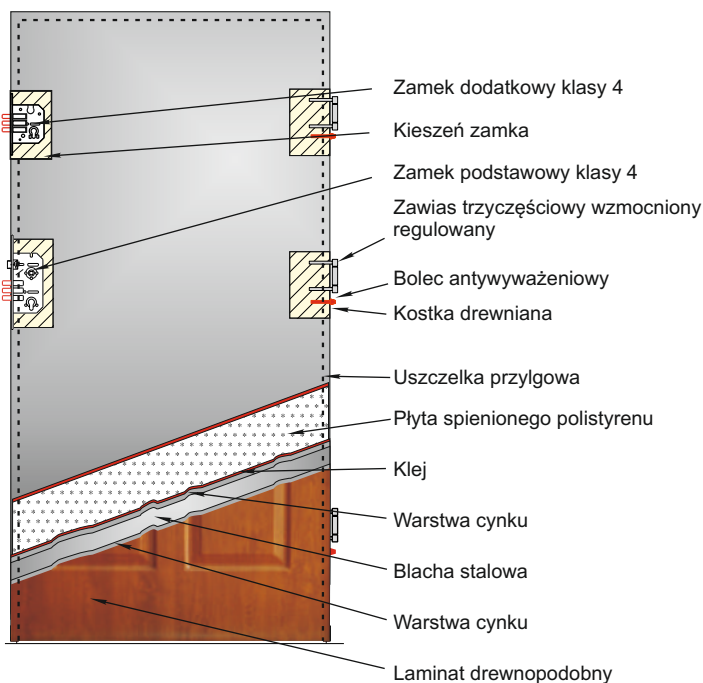 Zamek dodatkowy klasy 4
Kieszeń zamka
Zamek podstawowy klasy 4
Zawias trzyczęściowy wzmocniony
regulowany
Bolec antywyważeniowy
Kostka drewniana
Uszczelka przylgowa
Płyta spienionego polistyrenu
Klej
Warstwa cynku
Blacha stalowa
Warstwa cynku
Laminat drewnopodobny